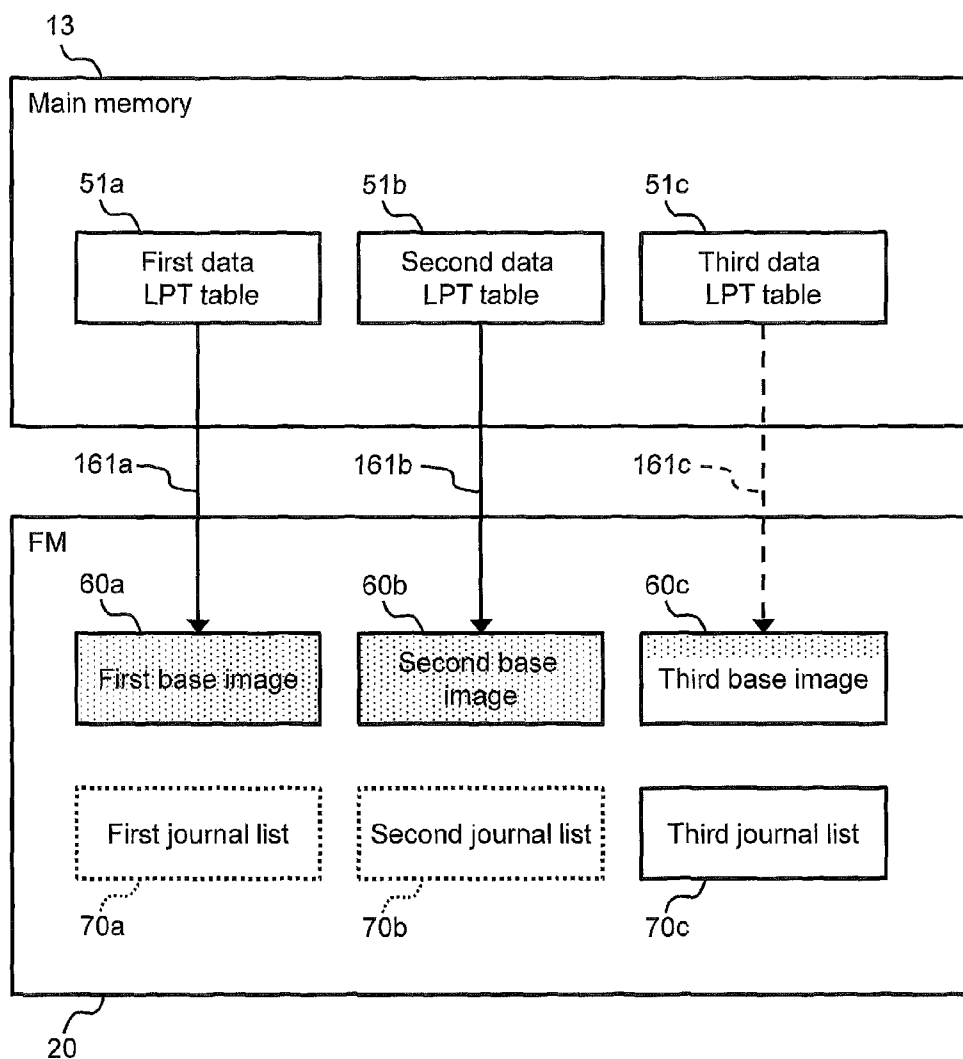 13
Main memory
51a
51b
51c
First data
LPT table
Second data
LPT table
Third data
LPT table
161a
161b
161c
FM
60a
60b
60c
First base image
Second base
image
Third base image
First journal list
Second journal list
Third journal list
70a
70b
70c
20